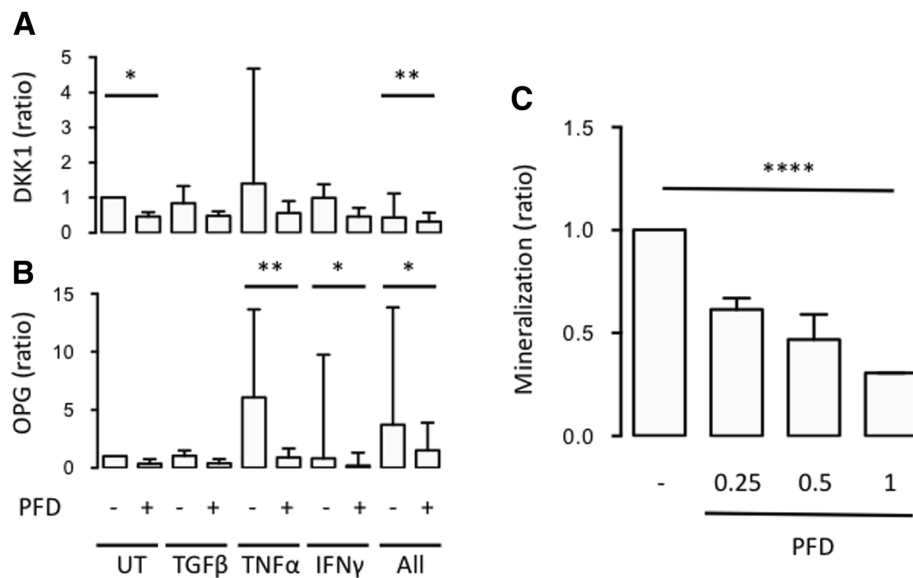 A
DKK1 (ratio)
5
4
3
2
1
0
*
**
B
OPG (ratio)
15
10
5
0
**
*
*
PFD - + - + - + - + - +
UT TGFβ TNFα IFNγ All
C
Mineralization (ratio)
1.5
1.0
0.5
0.0
****
- 0.25 0.5 1
PFD